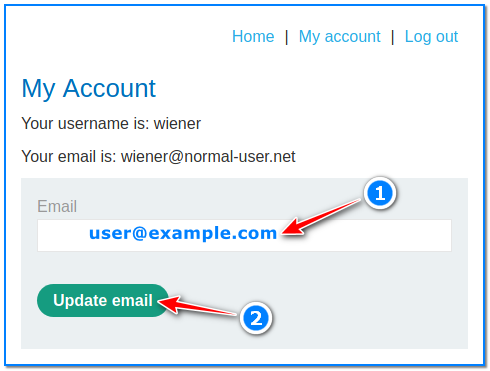 Home | My account | Log out
My Account
Your username is: wiener
Your email is: wiener@normal-user.net
Email
1
user@example.com
Update email
2